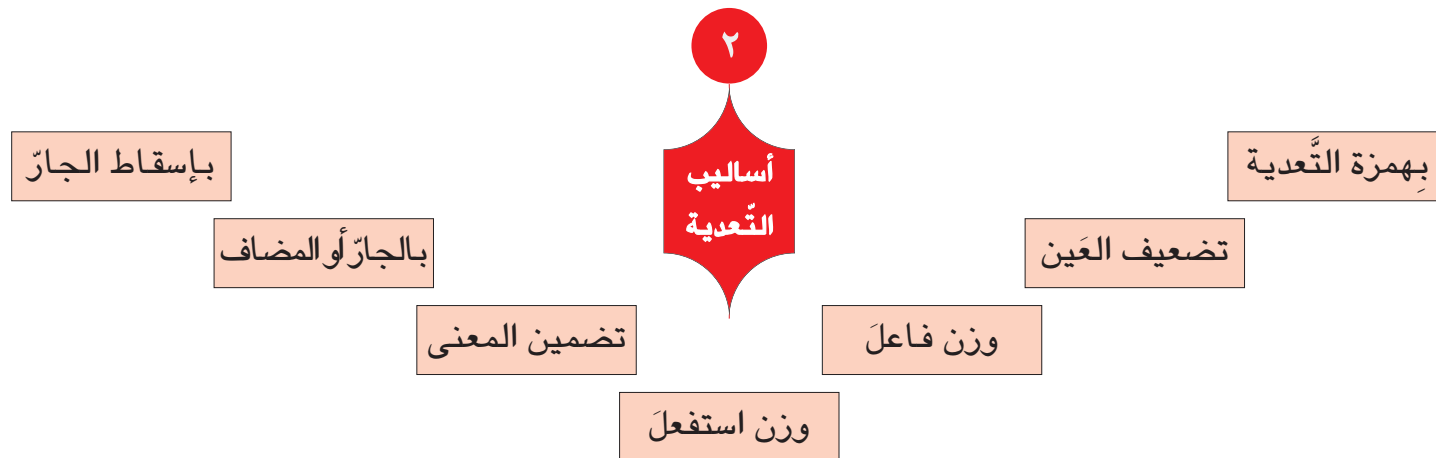 ٢
أساليب
التّعدية
بِهمزة التَّعدية
تضعيف العَين
وزن فاعلَ
وزن استفعلَ
تضمين المعنى
بالجارّ أو المضاف
بإسقاط الجارّ